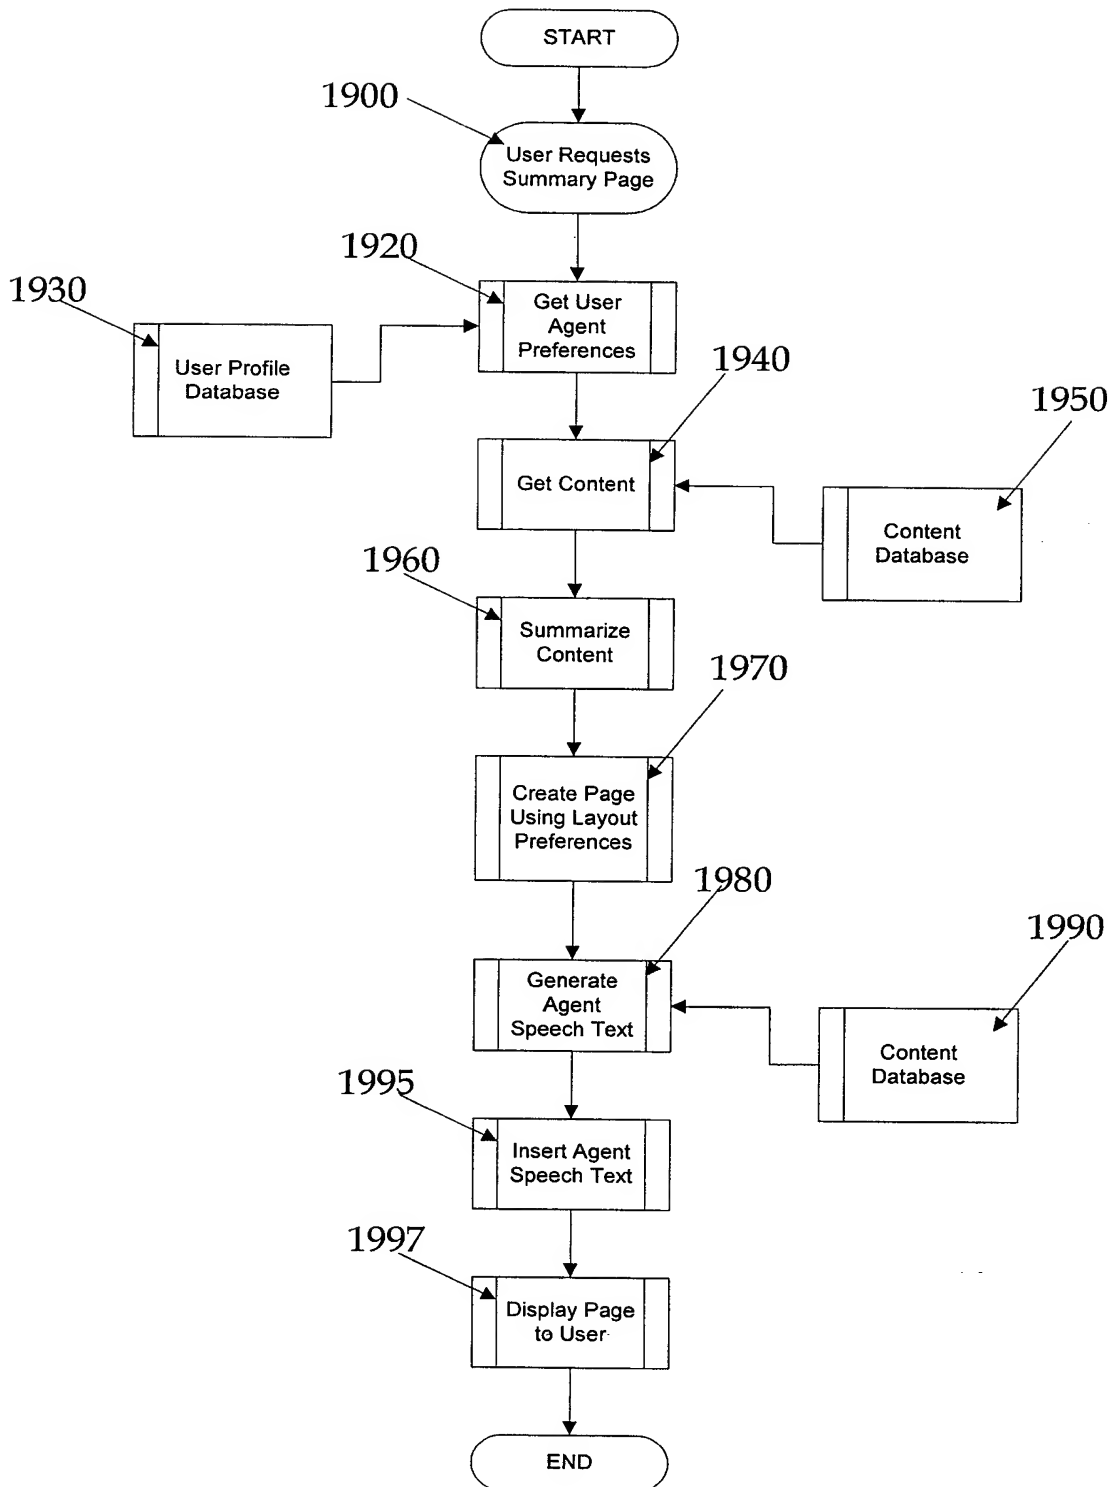 START
1900
User Requests
Summary Page
1920
Get User
Agent
Preferences
1930
User Profile
Database
1940
Get Content
1950
Content
Database
1960
Summarize
Content
1970
Create Page
Using Layout
Preferences
1980
Generate
Agent
Speech Text
1990
Content
Database
1995
Insert Agent
Speech Text
1997
Display Page
to User
END